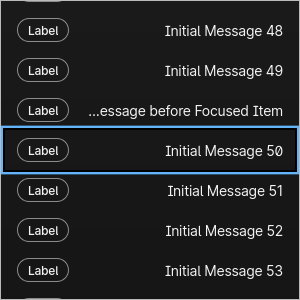 Label Initial Message 48
Label Initial Message 49
Label ...essage before Focused Item
Label Initial Message 50
Label Initial Message 51
Label Initial Message 52
Label Initial Message 53